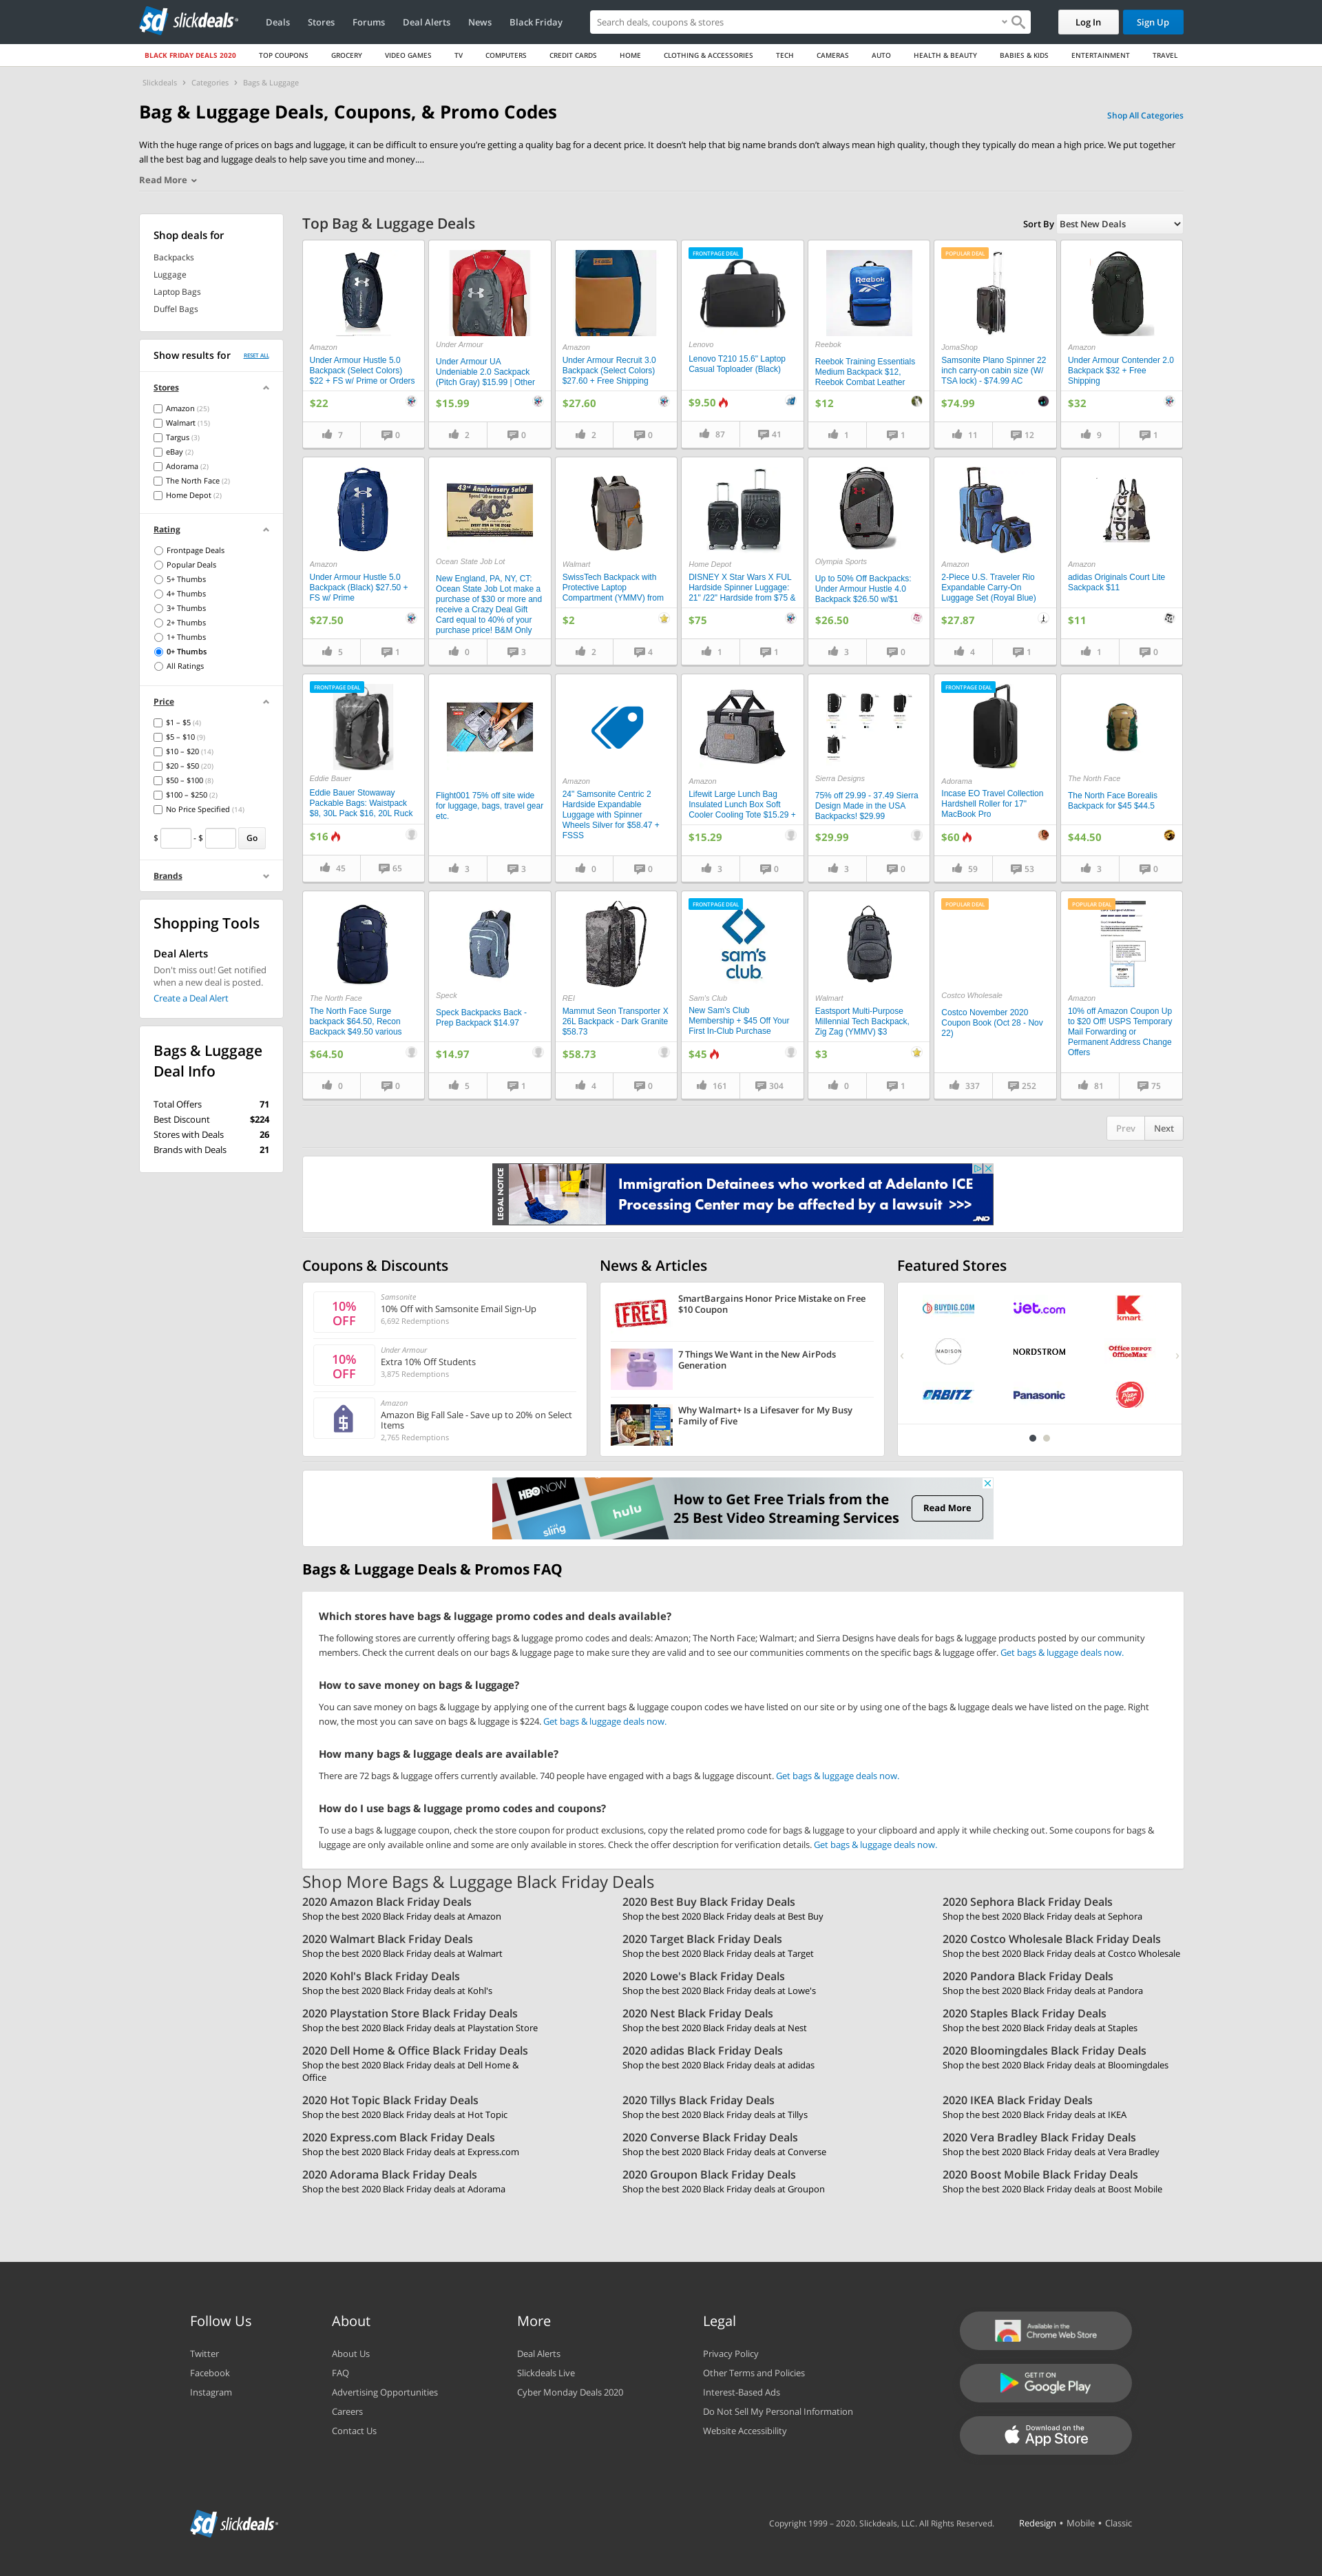 slickdeals
Deals Stores Forums Deal Alerts News Black Friday
Search deals, coupons & stores
Log In Sign Up
BLACK FRIDAY DEALS 2020 TOP COUPONS GROCERY VIDEO GAMES TV COMPUTERS CREDIT CARDS HOME CLOTHING & ACCESSORIES TECH CAMERAS AUTO HEALTH & BEAUTY BABIES & KIDS ENTERTAINMENT TRAVEL
Slickdeals > Categories > Bags & Luggage
Bag & Luggage Deals, Coupons, & Promo Codes
Shop All Categories
With the huge range of prices on bags and luggage, it can be difficult to ensure you're getting a quality bag for a decent price. It doesn't help that big name brands don't always mean high quality, though they typically do mean a high price. We put together
all the best bag and luggage deals to help save you time and money....
Read More
Shop deals for
Backpacks
Luggage
Laptop Bags
Duffel Bags
Show results for RESET ALL
Stores
Amazon (25)
Walmart (15)
Targus (3)
eBay (2)
Adorama (2)
The North Face (2)
Home Depot (2)
Rating
Frontpage Deals
Popular Deals
5+ Thumbs
4+ Thumbs
3+ Thumbs
2+ Thumbs
1+ Thumbs
0+ Thumbs
All Ratings
Price
$1 – $5 (4)
$5 – $10 (9)
$10 – $20 (14)
$20 – $50 (20)
$50 – $100 (8)
$100 – $250 (2)
No Price Specified (14)
$ - $ Go
Brands
Shopping Tools
Deal Alerts
Don't miss out! Get notified
when a new deal is posted.
Create a Deal Alert
Bags & Luggage
Deal Info
Total Offers 71
Best Discount $224
Stores with Deals 26
Brands with Deals 21
Top Bag & Luggage Deals
Sort By Best New Deals
Amazon
Under Armour Hustle 5.0
Backpack (Select Colors)
$22 + FS w/ Prime or Orders
$22
7 0
Under Armour
Under Armour UA
Undeniable 2.0 Sackpack
(Pitch Gray) $15.99 | Other
$15.99
2 0
Amazon
Under Armour Recruit 3.0
Backpack (Select Colors)
$27.60 + Free Shipping
$27.60
2 0
FRONTPAGE DEAL
Lenovo
Lenovo T210 15.6" Laptop
Casual Toploader (Black)
$9.50
87 41
Reebok
Reebok
Reebok Training Essentials
Medium Backpack $12,
Reebok Combat Leather
$12
1 1
POPULAR DEAL
JomaShop
Samsonite Plano Spinner 22
inch carry-on cabin size (W/
TSA lock) - $74.99 AC
$74.99
11 12
Amazon
Under Armour Contender 2.0
Backpack $32 + Free
Shipping
$32
9 1
Amazon
Under Armour Hustle 5.0
Backpack (Black) $27.50 +
FS w/ Prime
$27.50
5 1
43rd Anniversary Sale!
40%
Ocean State Job Lot
New England, PA, NY, CT:
Ocean State Job Lot make a
purchase of $30 or more and
receive a Crazy Deal Gift
Card equal to 40% of your
purchase price! B&M Only
0 3
Walmart
SwissTech Backpack with
Protective Laptop
Compartment (YMMV) from
$2
2 4
Home Depot
DISNEY X Star Wars X FUL
Hardside Spinner Luggage:
21" /22" Hardside from $75 &
$75
1 1
Olympia Sports
Up to 50% Off Backpacks:
Under Armour Hustle 4.0
Backpack $26.50 w/$1
$26.50
3 0
Amazon
2-Piece U.S. Traveler Rio
Expandable Carry-On
Luggage Set (Royal Blue)
$27.87
4 1
adidas
Amazon
adidas Originals Court Lite
Sackpack $11
$11
1 0
FRONTPAGE DEAL
Eddie Bauer
Eddie Bauer Stowaway
Packable Bags: Waistpack
$8, 30L Pack $16, 20L Ruck
$16
45 65
Flight001 75% off site wide
for luggage, bags, travel gear
etc.
3 3
Amazon
24" Samsonite Centric 2
Hardside Expandable
Luggage with Spinner
Wheels Silver for $58.47 +
FSSS
0 0
Amazon
Lifewit Large Lunch Bag
Insulated Lunch Box Soft
Cooler Cooling Tote $15.29 +
$15.29
3 0
Sierra Designs
75% off 29.99 - 37.49 Sierra
Design Made in the USA
Backpacks! $29.99
$29.99
3 0
FRONTPAGE DEAL
Adorama
Incase EO Travel Collection
Hardshell Roller for 17"
MacBook Pro
$60
59 53
The North Face
The North Face Borealis
Backpack for $45 $44.5
$44.50
3 0
The North Face
The North Face Surge
backpack $64.50, Recon
Backpack $49.50 various
$64.50
0 0
Speck
Speck Backpacks Back -
Prep Backpack $14.97
$14.97
5 1
REI
Mammut Seon Transporter X
26L Backpack - Dark Granite
$58.73
$58.73
4 0
FRONTPAGE DEAL
sam's club
Sam's Club
New Sam's Club
Membership + $45 Off Your
First In-Club Purchase
$45
161 304
Walmart
Eastsport Multi-Purpose
Millennial Tech Backpack,
Zig Zag (YMMV) $3
$3
0 1
POPULAR DEAL
Costco Wholesale
Costco November 2020
Coupon Book (Oct 28 - Nov
22)
337 252
POPULAR DEAL
Amazon
10% off Amazon Coupon Up
to $20 Off! USPS Temporary
Mail Forwarding or
Permanent Address Change
Offers
81 75
Prev Next
LEGAL NOTICE
Immigration Detainees who worked at Adelanto ICE
Processing Center may be affected by a lawsuit >>>
JND
Coupons & Discounts
10% OFF
Samsonite
10% Off with Samsonite Email Sign-Up
6,692 Redemptions
10% OFF
Under Armour
Extra 10% Off Students
3,875 Redemptions
Amazon
Amazon Big Fall Sale - Save up to 20% on Select
Items
2,765 Redemptions
News & Articles
FREE
SmartBargains Honor Price Mistake on Free
$10 Coupon
7 Things We Want in the New AirPods
Generation
Why Walmart+ Is a Lifesaver for My Busy
Family of Five
Featured Stores
BUYDIG.COM jet.com kmart
MADISON NORDSTROM Office DEPOT OfficeMax
ORBITZ Panasonic Pizza Hut
HBO NOW
hulu
sling
How to Get Free Trials from the
25 Best Video Streaming Services
Read More
Bags & Luggage Deals & Promos FAQ
Which stores have bags & luggage promo codes and deals available?
The following stores are currently offering bags & luggage promo codes and deals: Amazon; The North Face; Walmart; and Sierra Designs have deals for bags & luggage products posted by our community
members. Check the current deals on our bags & luggage page to make sure they are valid and to see our communities comments on the specific bags & luggage offer. Get bags & luggage deals now.
How to save money on bags & luggage?
You can save money on bags & luggage by applying one of the current bags & luggage coupon codes we have listed on our site or by using one of the bags & luggage deals we have listed on the page. Right
now, the most you can save on bags & luggage is $224. Get bags & luggage deals now.
How many bags & luggage deals are available?
There are 72 bags & luggage offers currently available. 740 people have engaged with a bags & luggage discount. Get bags & luggage deals now.
How do I use bags & luggage promo codes and coupons?
To use a bags & luggage coupon, check the store coupon for product exclusions, copy the related promo code for bags & luggage to your clipboard and apply it while checking out. Some coupons for bags &
luggage are only available online and some are only available in stores. Check the offer description for verification details. Get bags & luggage deals now.
Shop More Bags & Luggage Black Friday Deals
2020 Amazon Black Friday Deals
Shop the best 2020 Black Friday deals at Amazon
2020 Best Buy Black Friday Deals
Shop the best 2020 Black Friday deals at Best Buy
2020 Sephora Black Friday Deals
Shop the best 2020 Black Friday deals at Sephora
2020 Walmart Black Friday Deals
Shop the best 2020 Black Friday deals at Walmart
2020 Target Black Friday Deals
Shop the best 2020 Black Friday deals at Target
2020 Costco Wholesale Black Friday Deals
Shop the best 2020 Black Friday deals at Costco Wholesale
2020 Kohl's Black Friday Deals
Shop the best 2020 Black Friday deals at Kohl's
2020 Lowe's Black Friday Deals
Shop the best 2020 Black Friday deals at Lowe's
2020 Pandora Black Friday Deals
Shop the best 2020 Black Friday deals at Pandora
2020 Playstation Store Black Friday Deals
Shop the best 2020 Black Friday deals at Playstation Store
2020 Nest Black Friday Deals
Shop the best 2020 Black Friday deals at Nest
2020 Staples Black Friday Deals
Shop the best 2020 Black Friday deals at Staples
2020 Dell Home & Office Black Friday Deals
Shop the best 2020 Black Friday deals at Dell Home &
Office
2020 adidas Black Friday Deals
Shop the best 2020 Black Friday deals at adidas
2020 Bloomingdales Black Friday Deals
Shop the best 2020 Black Friday deals at Bloomingdales
2020 Hot Topic Black Friday Deals
Shop the best 2020 Black Friday deals at Hot Topic
2020 Tillys Black Friday Deals
Shop the best 2020 Black Friday deals at Tillys
2020 IKEA Black Friday Deals
Shop the best 2020 Black Friday deals at IKEA
2020 Express.com Black Friday Deals
Shop the best 2020 Black Friday deals at Express.com
2020 Converse Black Friday Deals
Shop the best 2020 Black Friday deals at Converse
2020 Vera Bradley Black Friday Deals
Shop the best 2020 Black Friday deals at Vera Bradley
2020 Adorama Black Friday Deals
Shop the best 2020 Black Friday deals at Adorama
2020 Groupon Black Friday Deals
Shop the best 2020 Black Friday deals at Groupon
2020 Boost Mobile Black Friday Deals
Shop the best 2020 Black Friday deals at Boost Mobile
Follow Us
Twitter
Facebook
Instagram
About
About Us
FAQ
Advertising Opportunities
Careers
Contact Us
More
Deal Alerts
Slickdeals Live
Cyber Monday Deals 2020
Legal
Privacy Policy
Other Terms and Policies
Interest-Based Ads
Do Not Sell My Personal Information
Website Accessibility
Available in the
Chrome Web Store
GET IT ON
Google Play
Download on the
App Store
slickdeals
Copyright 1999 – 2020. Slickdeals, LLC. All Rights Reserved. Redesign • Mobile • Classic